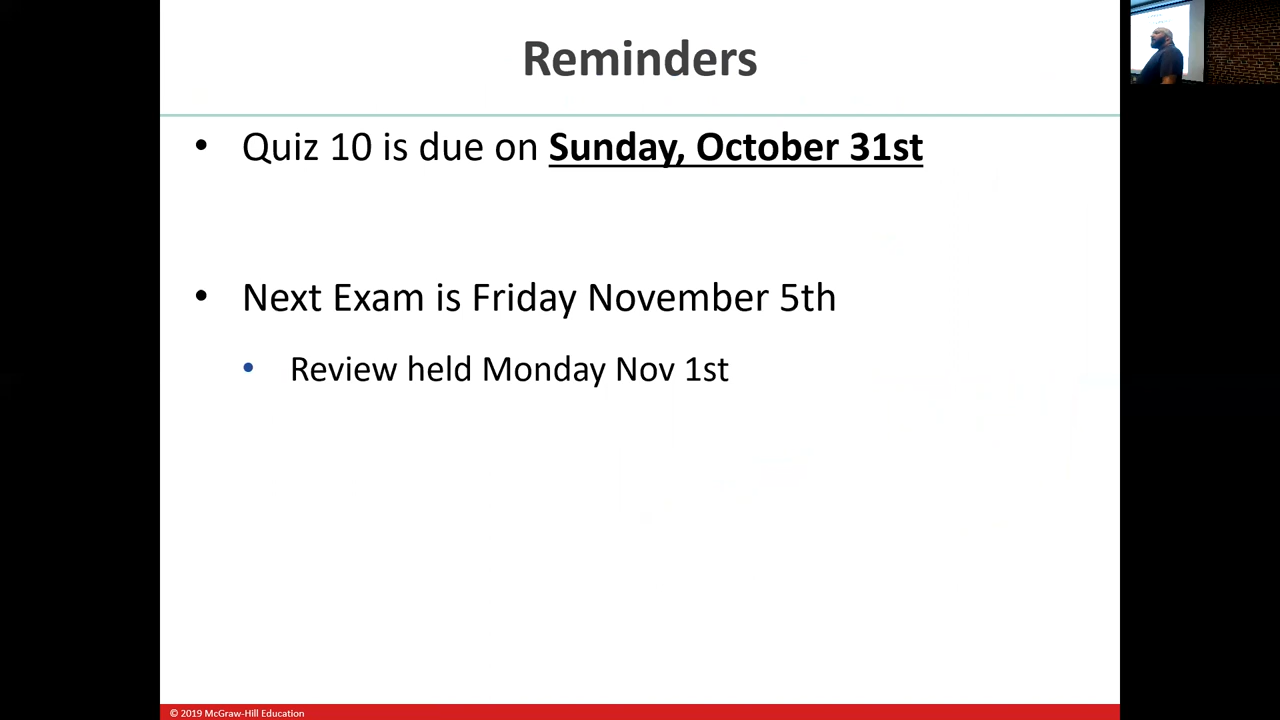 Reminders
• Quiz 10 is due on Sunday, October 31st
• Next Exam is Friday November 5th
• Review held Monday Nov 1st
© 2019 McGraw-Hill Education